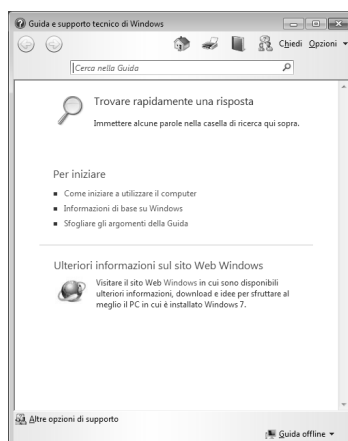 Guida e supporto tecnico di Windows
Chiedi Opzioni
Cerca nella Guida
Trovare rapidamente una risposta
Immettere alcune parole nella casella di ricerca qui sopra.
Per iniziare
Come iniziare a utilizzare il computer
Informazioni di base su Windows
Sfogliare gli argomenti della Guida
Ulteriori informazioni sul sito Web Windows
Visitare il sito Web Windows in cui sono disponibili
ulteriori informazioni, download e idee per sfruttare al
meglio il PC in cui è installato Windows 7.
Altre opzioni di supporto
Guida offline